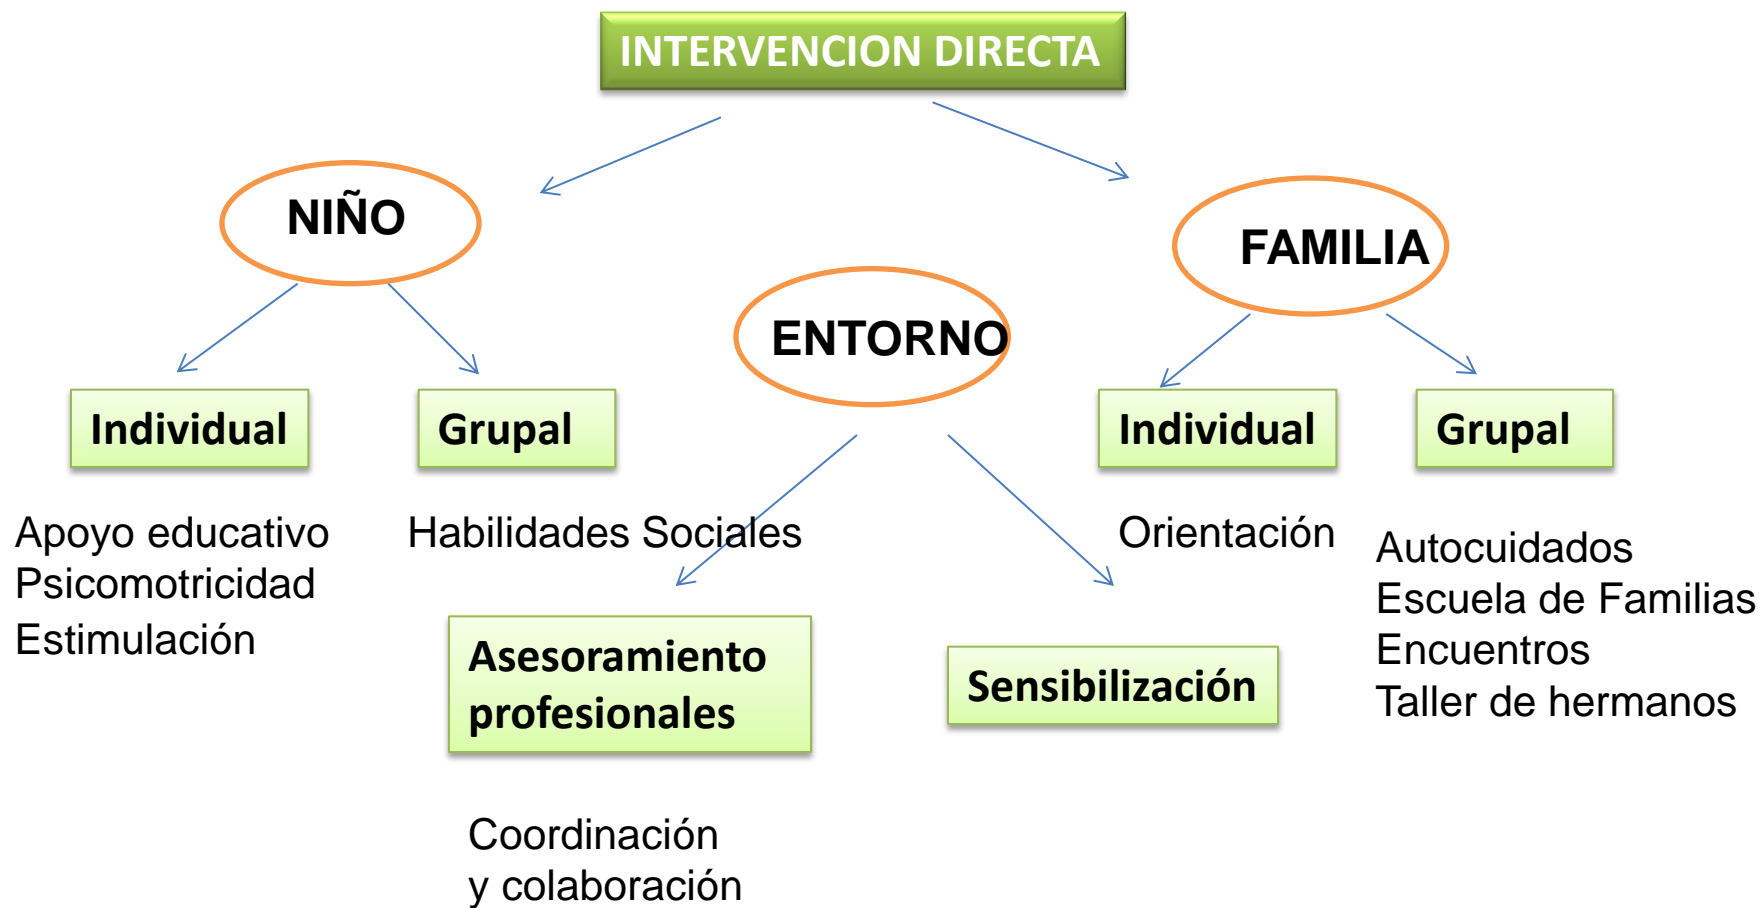 INTERVENCION DIRECTA
NIÑO
FAMILIA
ENTORNO
Individual
Grupal
Individual
Grupal
Apoyo educativo
Psicomotricidad
Estimulación
Habilidades Sociales
Orientación
Autocuidados
Escuela de Familias
Encuentros
Taller de hermanos
Asesoramiento
profesionales
Sensibilización
Coordinación
y colaboración